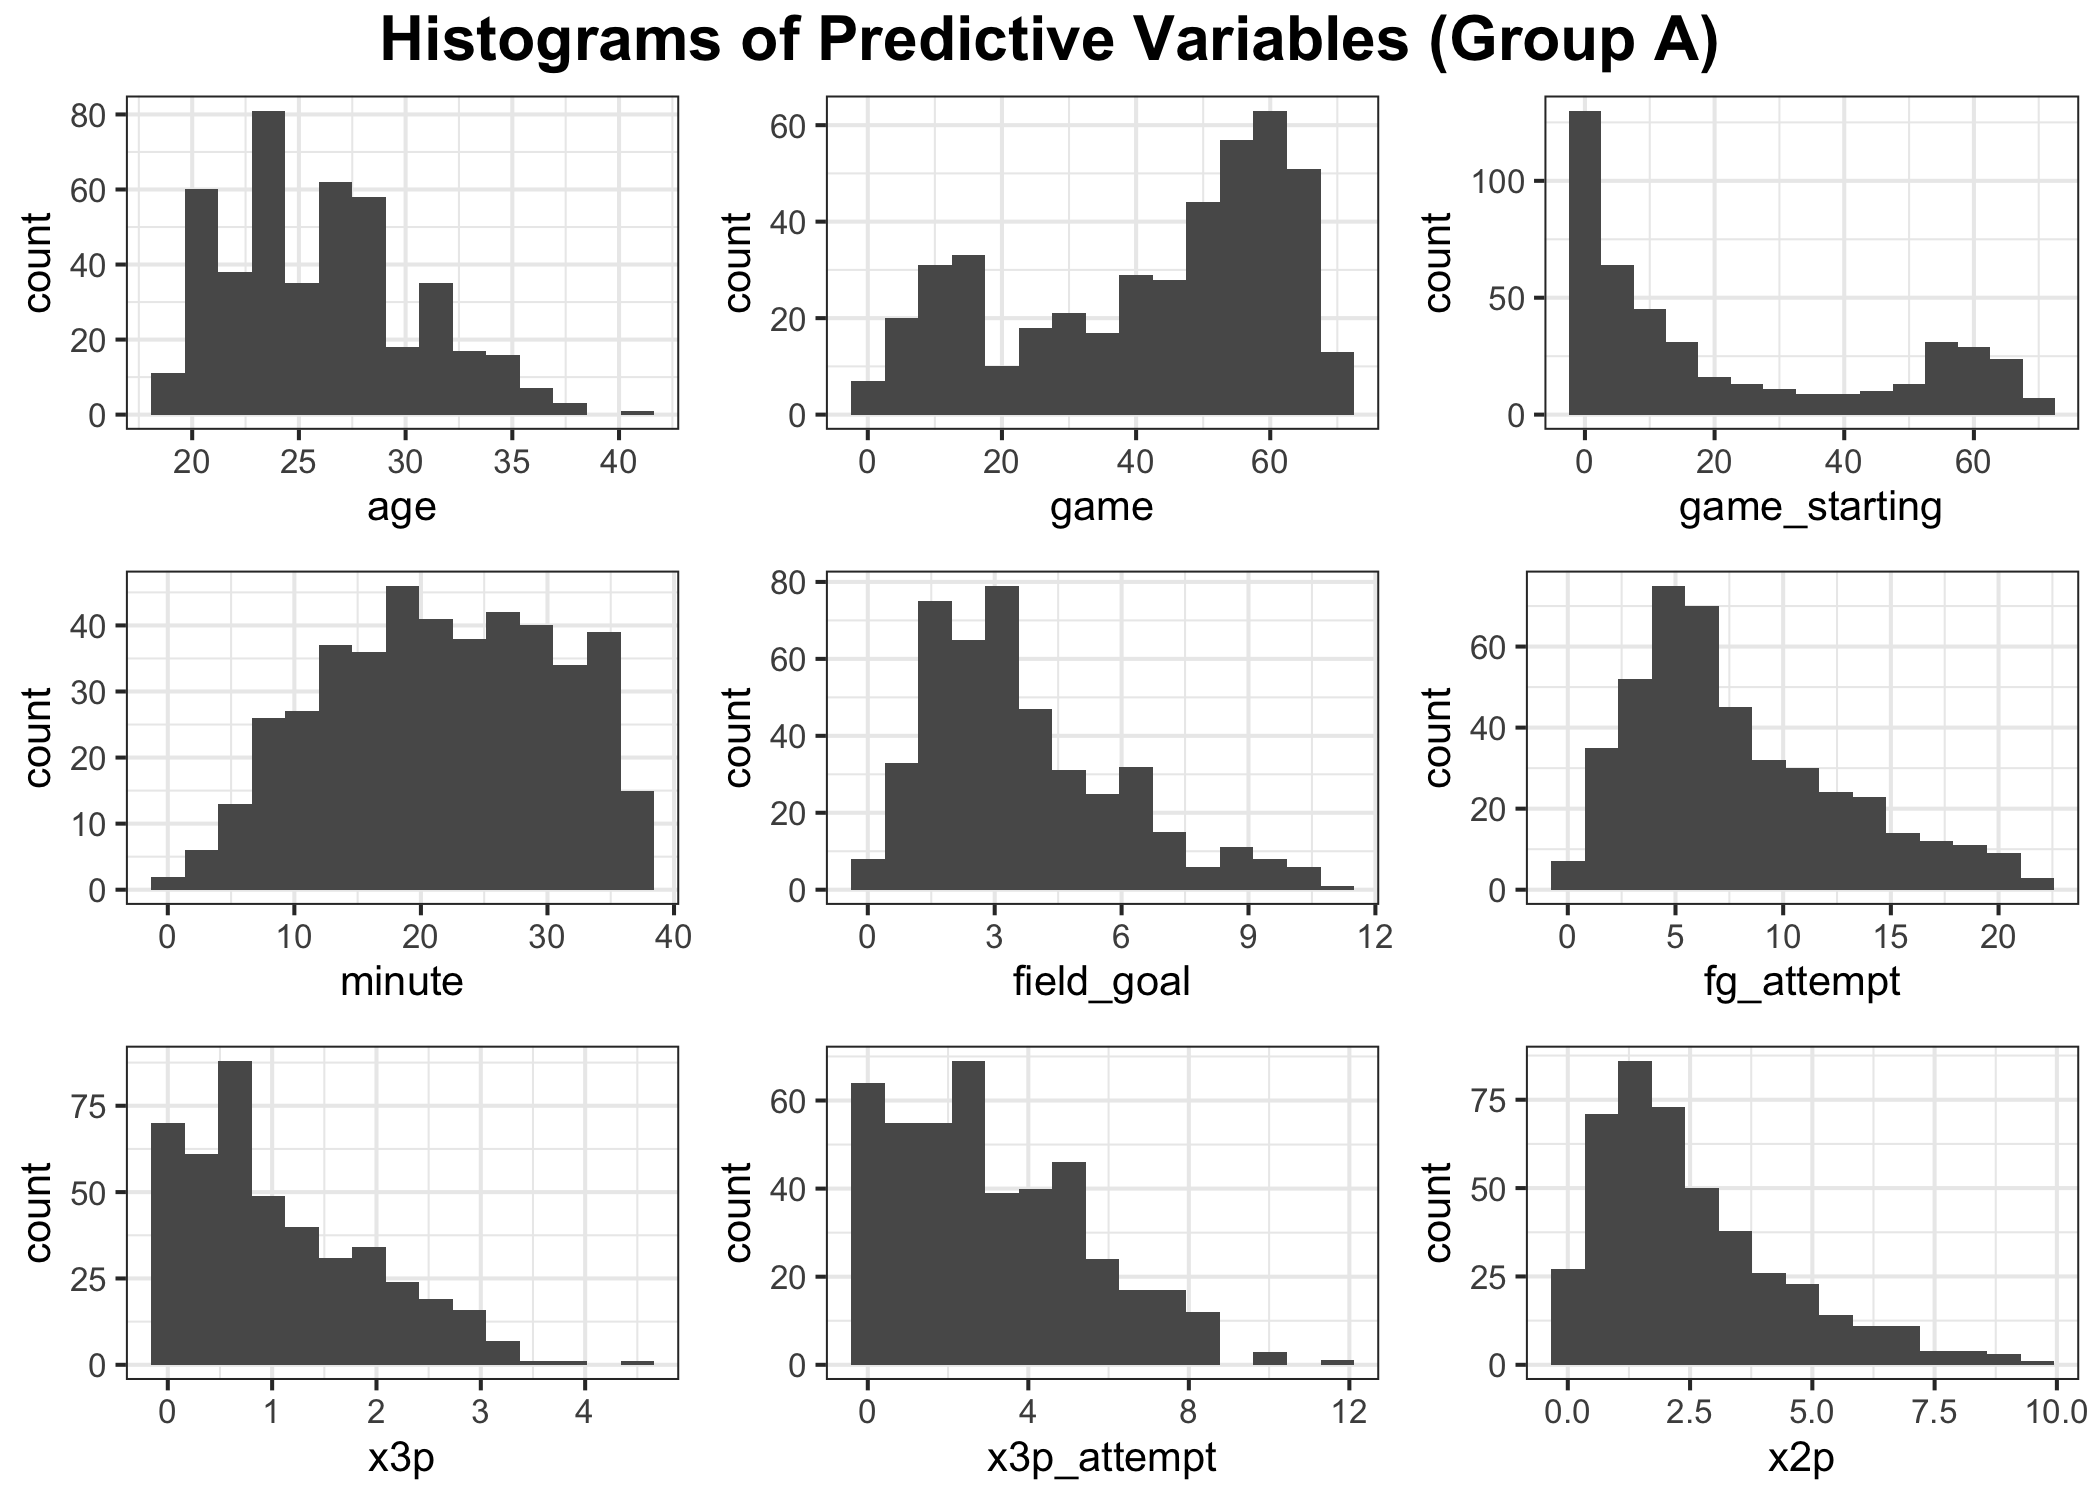 Histograms of Predictive Variables (Group A)
count
80
60
40
20
0
20 25 30 35 40
age
count
60
40
20
0
0 20 40 60
game
count
100
50
0
0 20 40 60
game_starting
count
40
30
20
10
0
0 10 20 30 40
minute
count
80
60
40
20
0
0 3 6 9 12
field_goal
count
60
40
20
0
0 5 10 15 20
fg_attempt
count
75
50
25
0
0 1 2 3 4
x3p
count
60
40
20
0
0 4 8 12
x3p_attempt
count
75
50
25
0
0.0 2.5 5.0 7.5 10.0
x2p